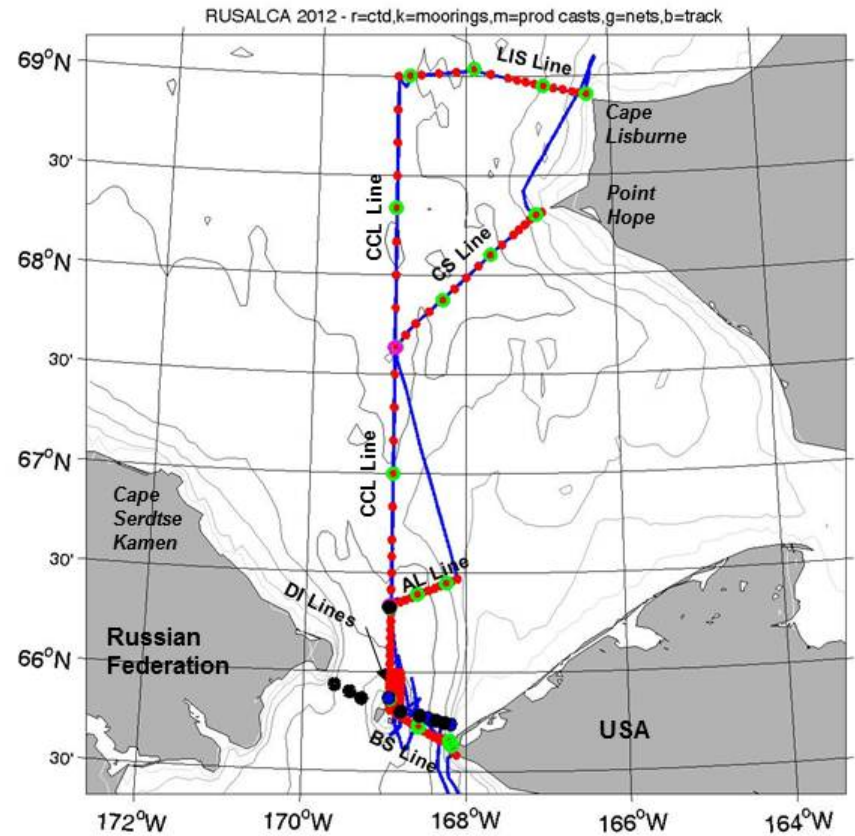 RUSALCA 2012 - r=ctd,k=moorings,m=prod casts,g=nets,b=track
69°N
LIS Line
Cape
Lisburne
30'
CCL Line
Point
Hope
68°N
CS Line
30'
67°N
CCL Line
Cape
Serdtse
Kamen
30'
AL Line
DI Lines
Russian
Federation
66°N
USA
BS Line
30'
172°W
170°W
168°W
166°W
164°W